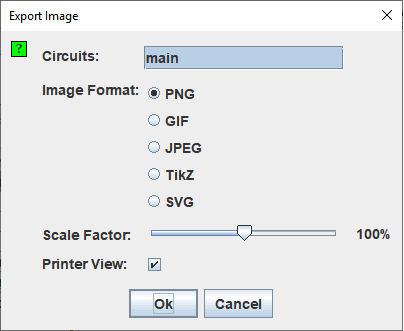 Export Image
?
Circuits: main
Image Format: PNG
GIF
JPEG
TikZ
SVG
Scale Factor: 100%
Printer View:
Ok Cancel